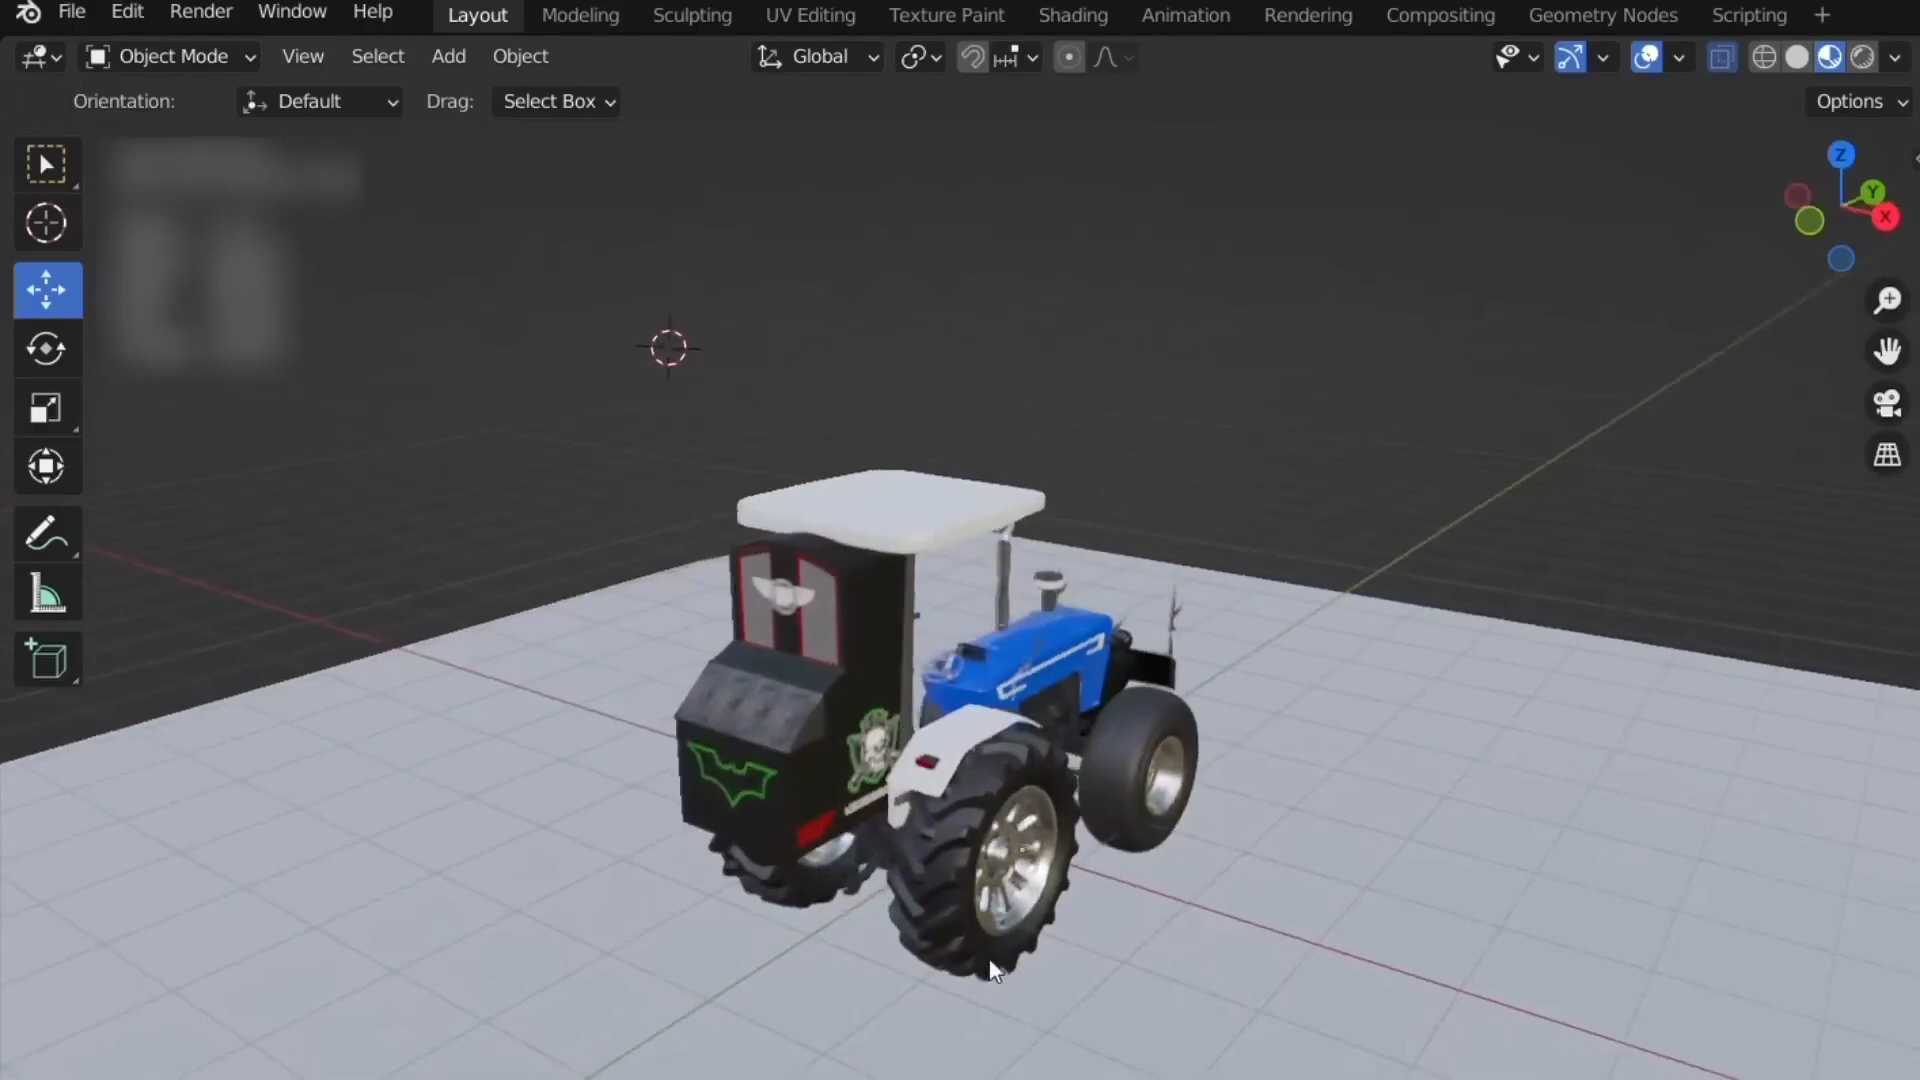 File Edit Render Window Help Layout Modeling Sculpting UV Editing Texture Paint Shading Animation Rendering Compositing Geometry Nodes Scripting +
Object Mode View Select Add Object Global
Orientation: Default Drag: Select Box Options
Z
Y
X